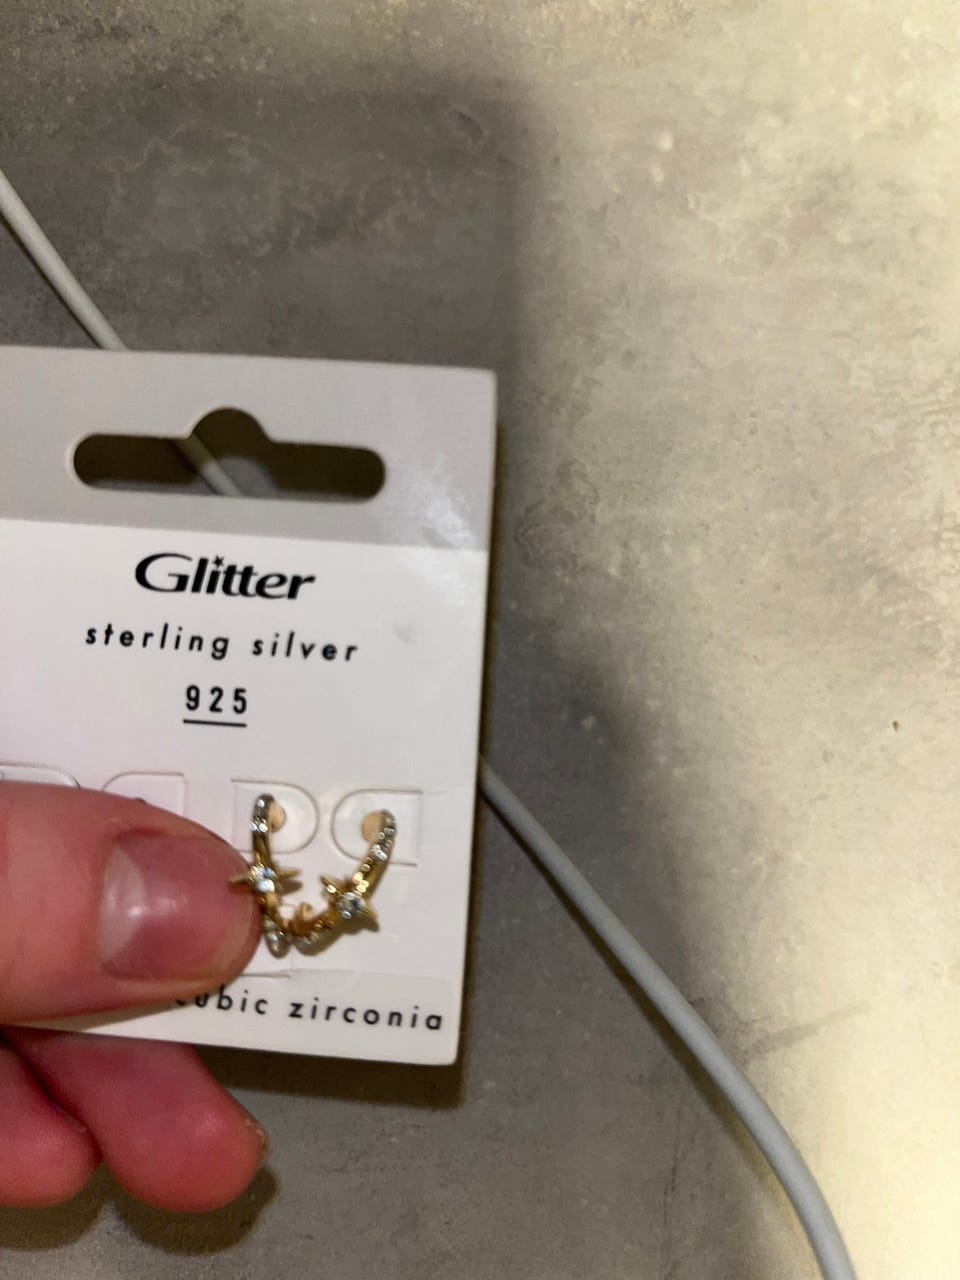 Glitter
sterling silver
925
cubic zirconia